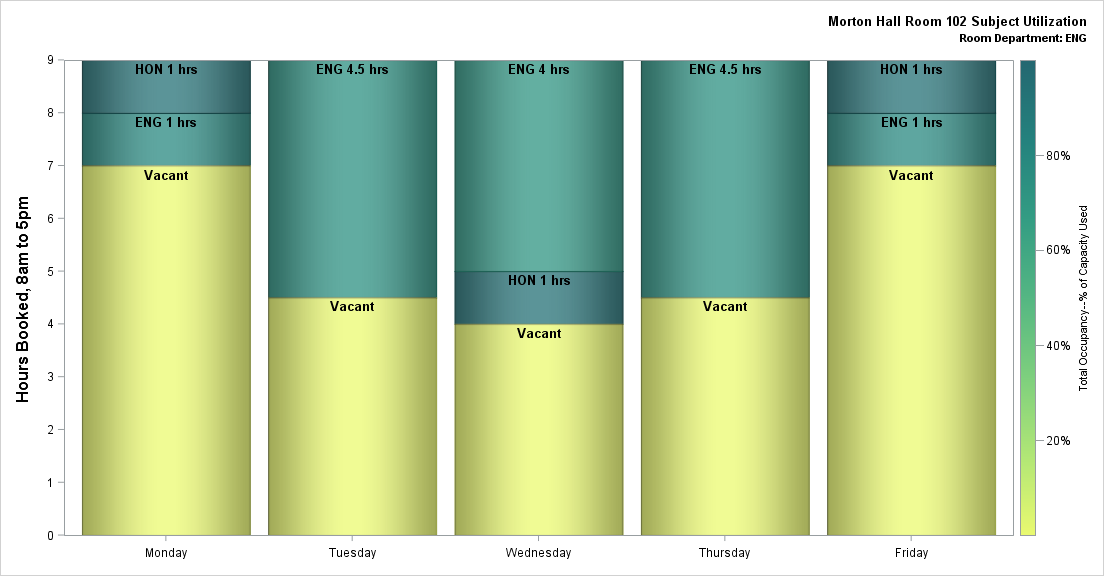 Morton Hall Room 102 Subject Utilization
Room Department: ENG
Hours Booked, 8am to 5pm
9
8
7
6
5
4
3
2
1
0
HON 1 hrs
ENG 1 hrs
Vacant
ENG 4.5 hrs
Vacant
ENG 4 hrs
HON 1 hrs
Vacant
ENG 4.5 hrs
Vacant
HON 1 hrs
ENG 1 hrs
Vacant
Monday
Tuesday
Wednesday
Thursday
Friday
80%
60%
40%
20%
Total Occupancy--% of Capacity Used